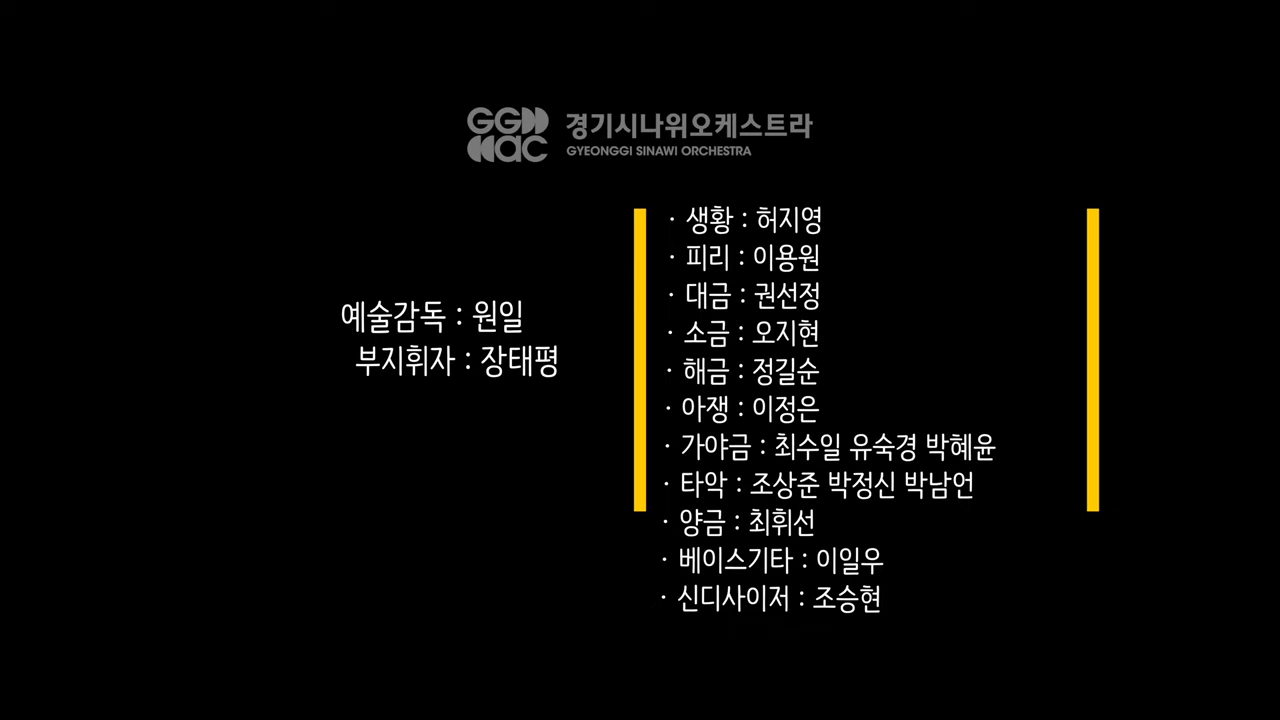 GGDD
aac
경기시나위오케스트라
GYEONGGI SINAWI ORCHESTRA
예술감독 : 원일
부지휘자 : 장태평
· 생황 : 허지영
· 피리 : 이용원
· 대금 : 권선정
· 소금 : 오지현
· 해금 : 정길순
· 아쟁 : 이정은
· 가야금 : 최수일 유숙경 박혜윤
· 타악 : 조상준 박정신 박남언
· 양금 : 최휘선
· 베이스기타 : 이일우
· 신디사이저 : 조승현